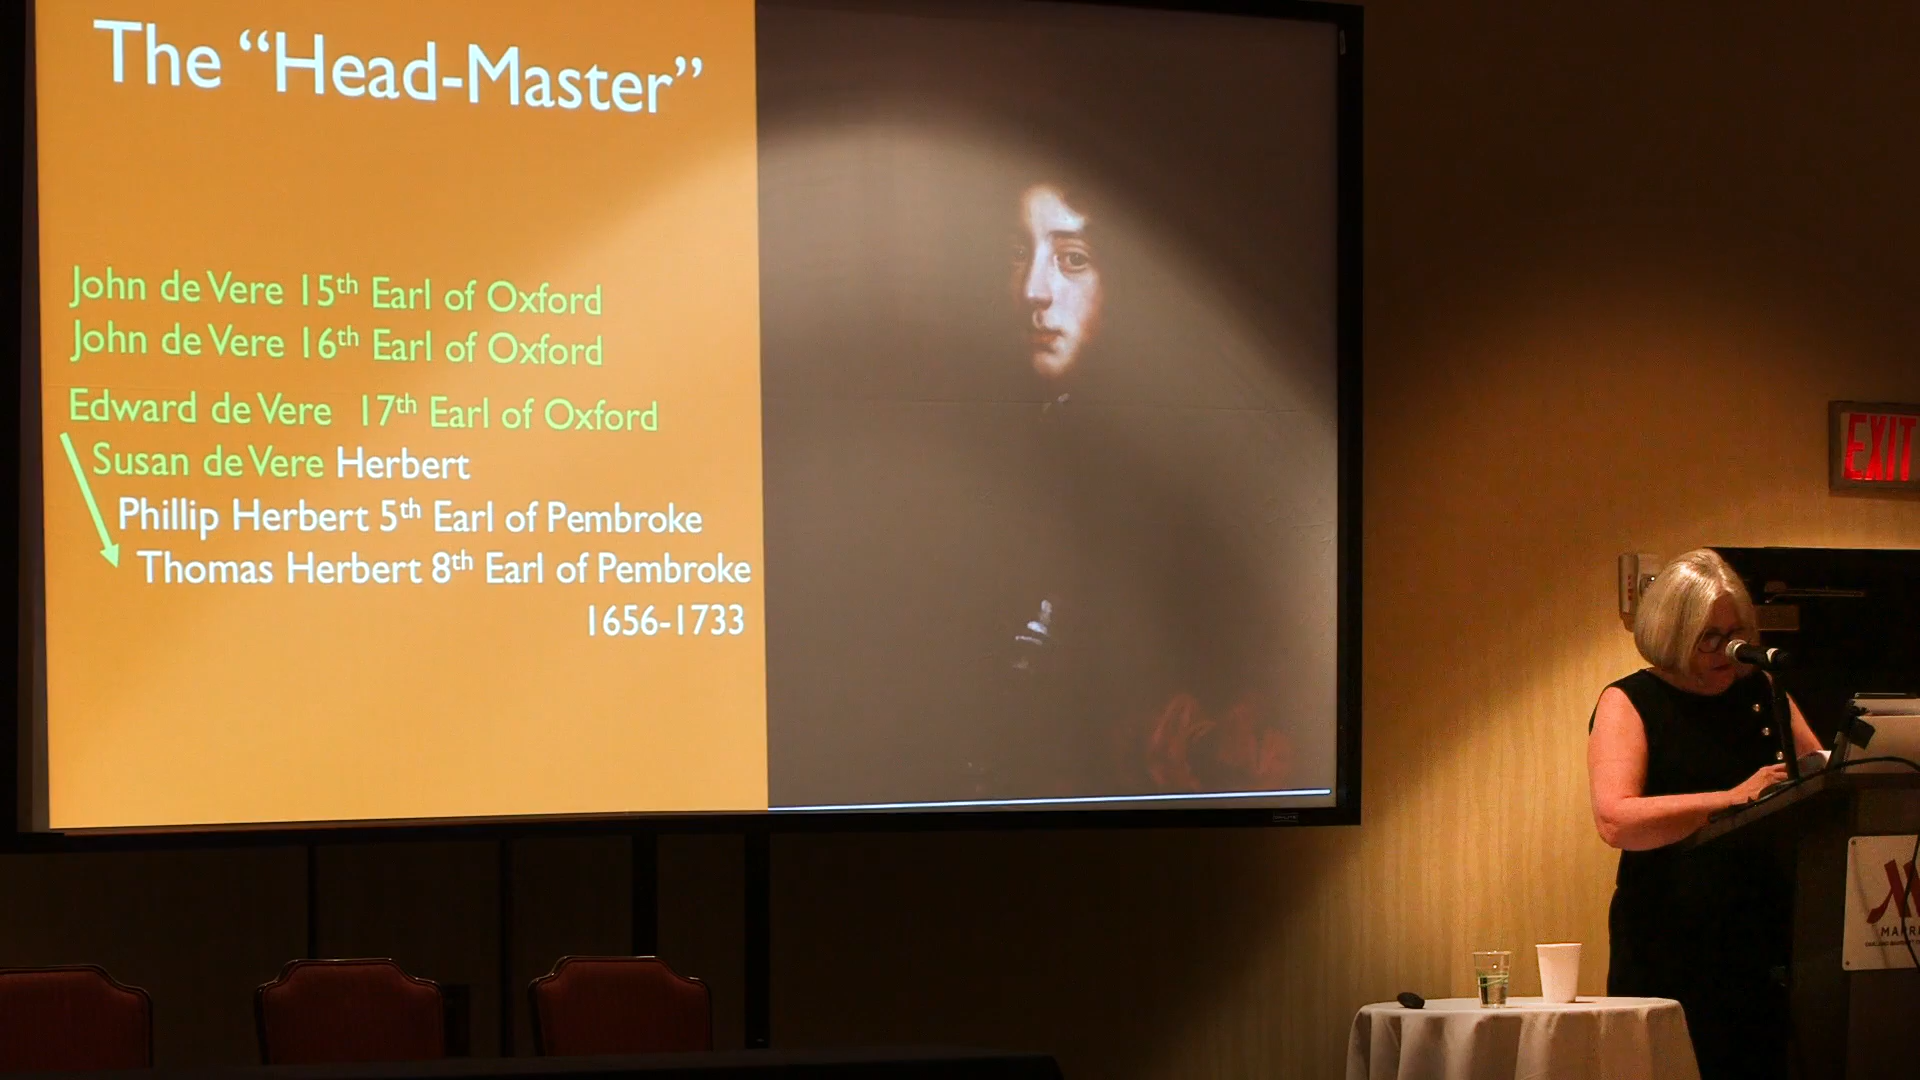 The “Head-Master”
John de Vere 15th Earl of Oxford
John de Vere 16th Earl of Oxford
Edward de Vere 17th Earl of Oxford
Susan de Vere Herbert
Phillip Herbert 5th Earl of Pembroke
Thomas Herbert 8th Earl of Pembroke
1656-1733
EXIT